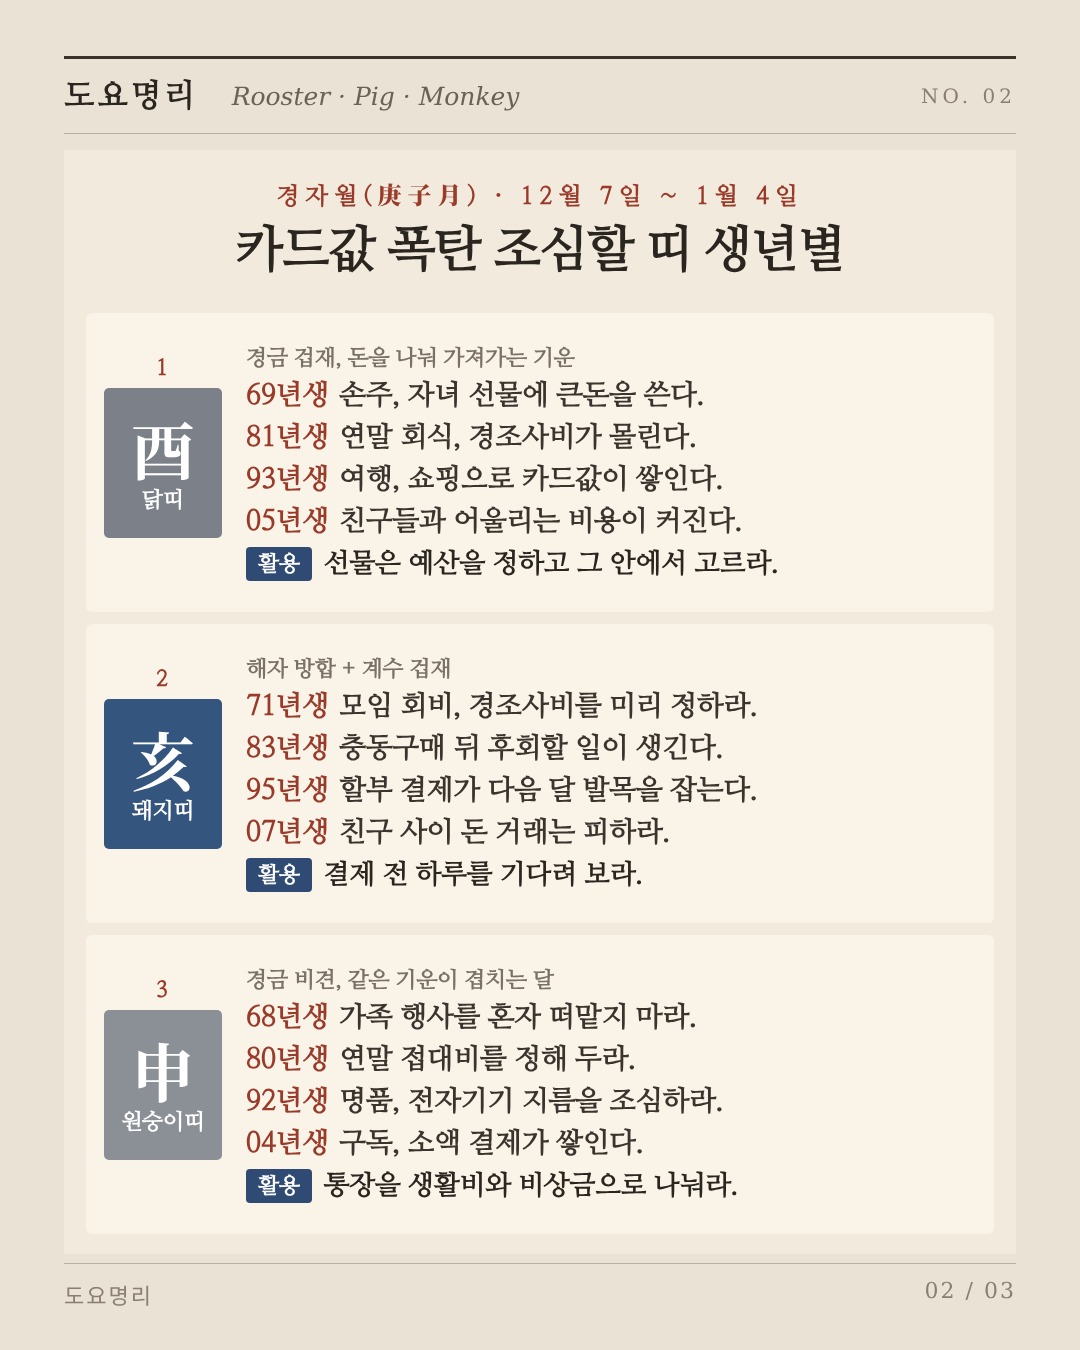 도요명리 Rooster · Pig · Monkey NO. 02
경자월(庚子月) · 12월 7일 ~ 1월 4일
카드값 폭탄 조심할 띠 생년별
1
酉
닭띠
경금 겁재, 돈을 나눠 가져가는 기운
69년생 손주, 자녀 선물에 큰돈을 쓴다.
81년생 연말 회식, 경조사비가 몰린다.
93년생 여행, 쇼핑으로 카드값이 쌓인다.
05년생 친구들과 어울리는 비용이 커진다.
활용 선물은 예산을 정하고 그 안에서 고르라.
2
亥
돼지띠
해자 방합 + 계수 겁재
71년생 모임 회비, 경조사비를 미리 정하라.
83년생 충동구매 뒤 후회할 일이 생긴다.
95년생 할부 결제가 다음 달 발목을 잡는다.
07년생 친구 사이 돈 거래는 피하라.
활용 결제 전 하루를 기다려 보라.
3
申
원숭이띠
경금 비견, 같은 기운이 겹치는 달
68년생 가족 행사를 혼자 떠맡지 마라.
80년생 연말 접대비를 정해 두라.
92년생 명품, 전자기기 지름을 조심하라.
04년생 구독, 소액 결제가 쌓인다.
활용 통장을 생활비와 비상금으로 나눠라.
도요명리 02 / 03